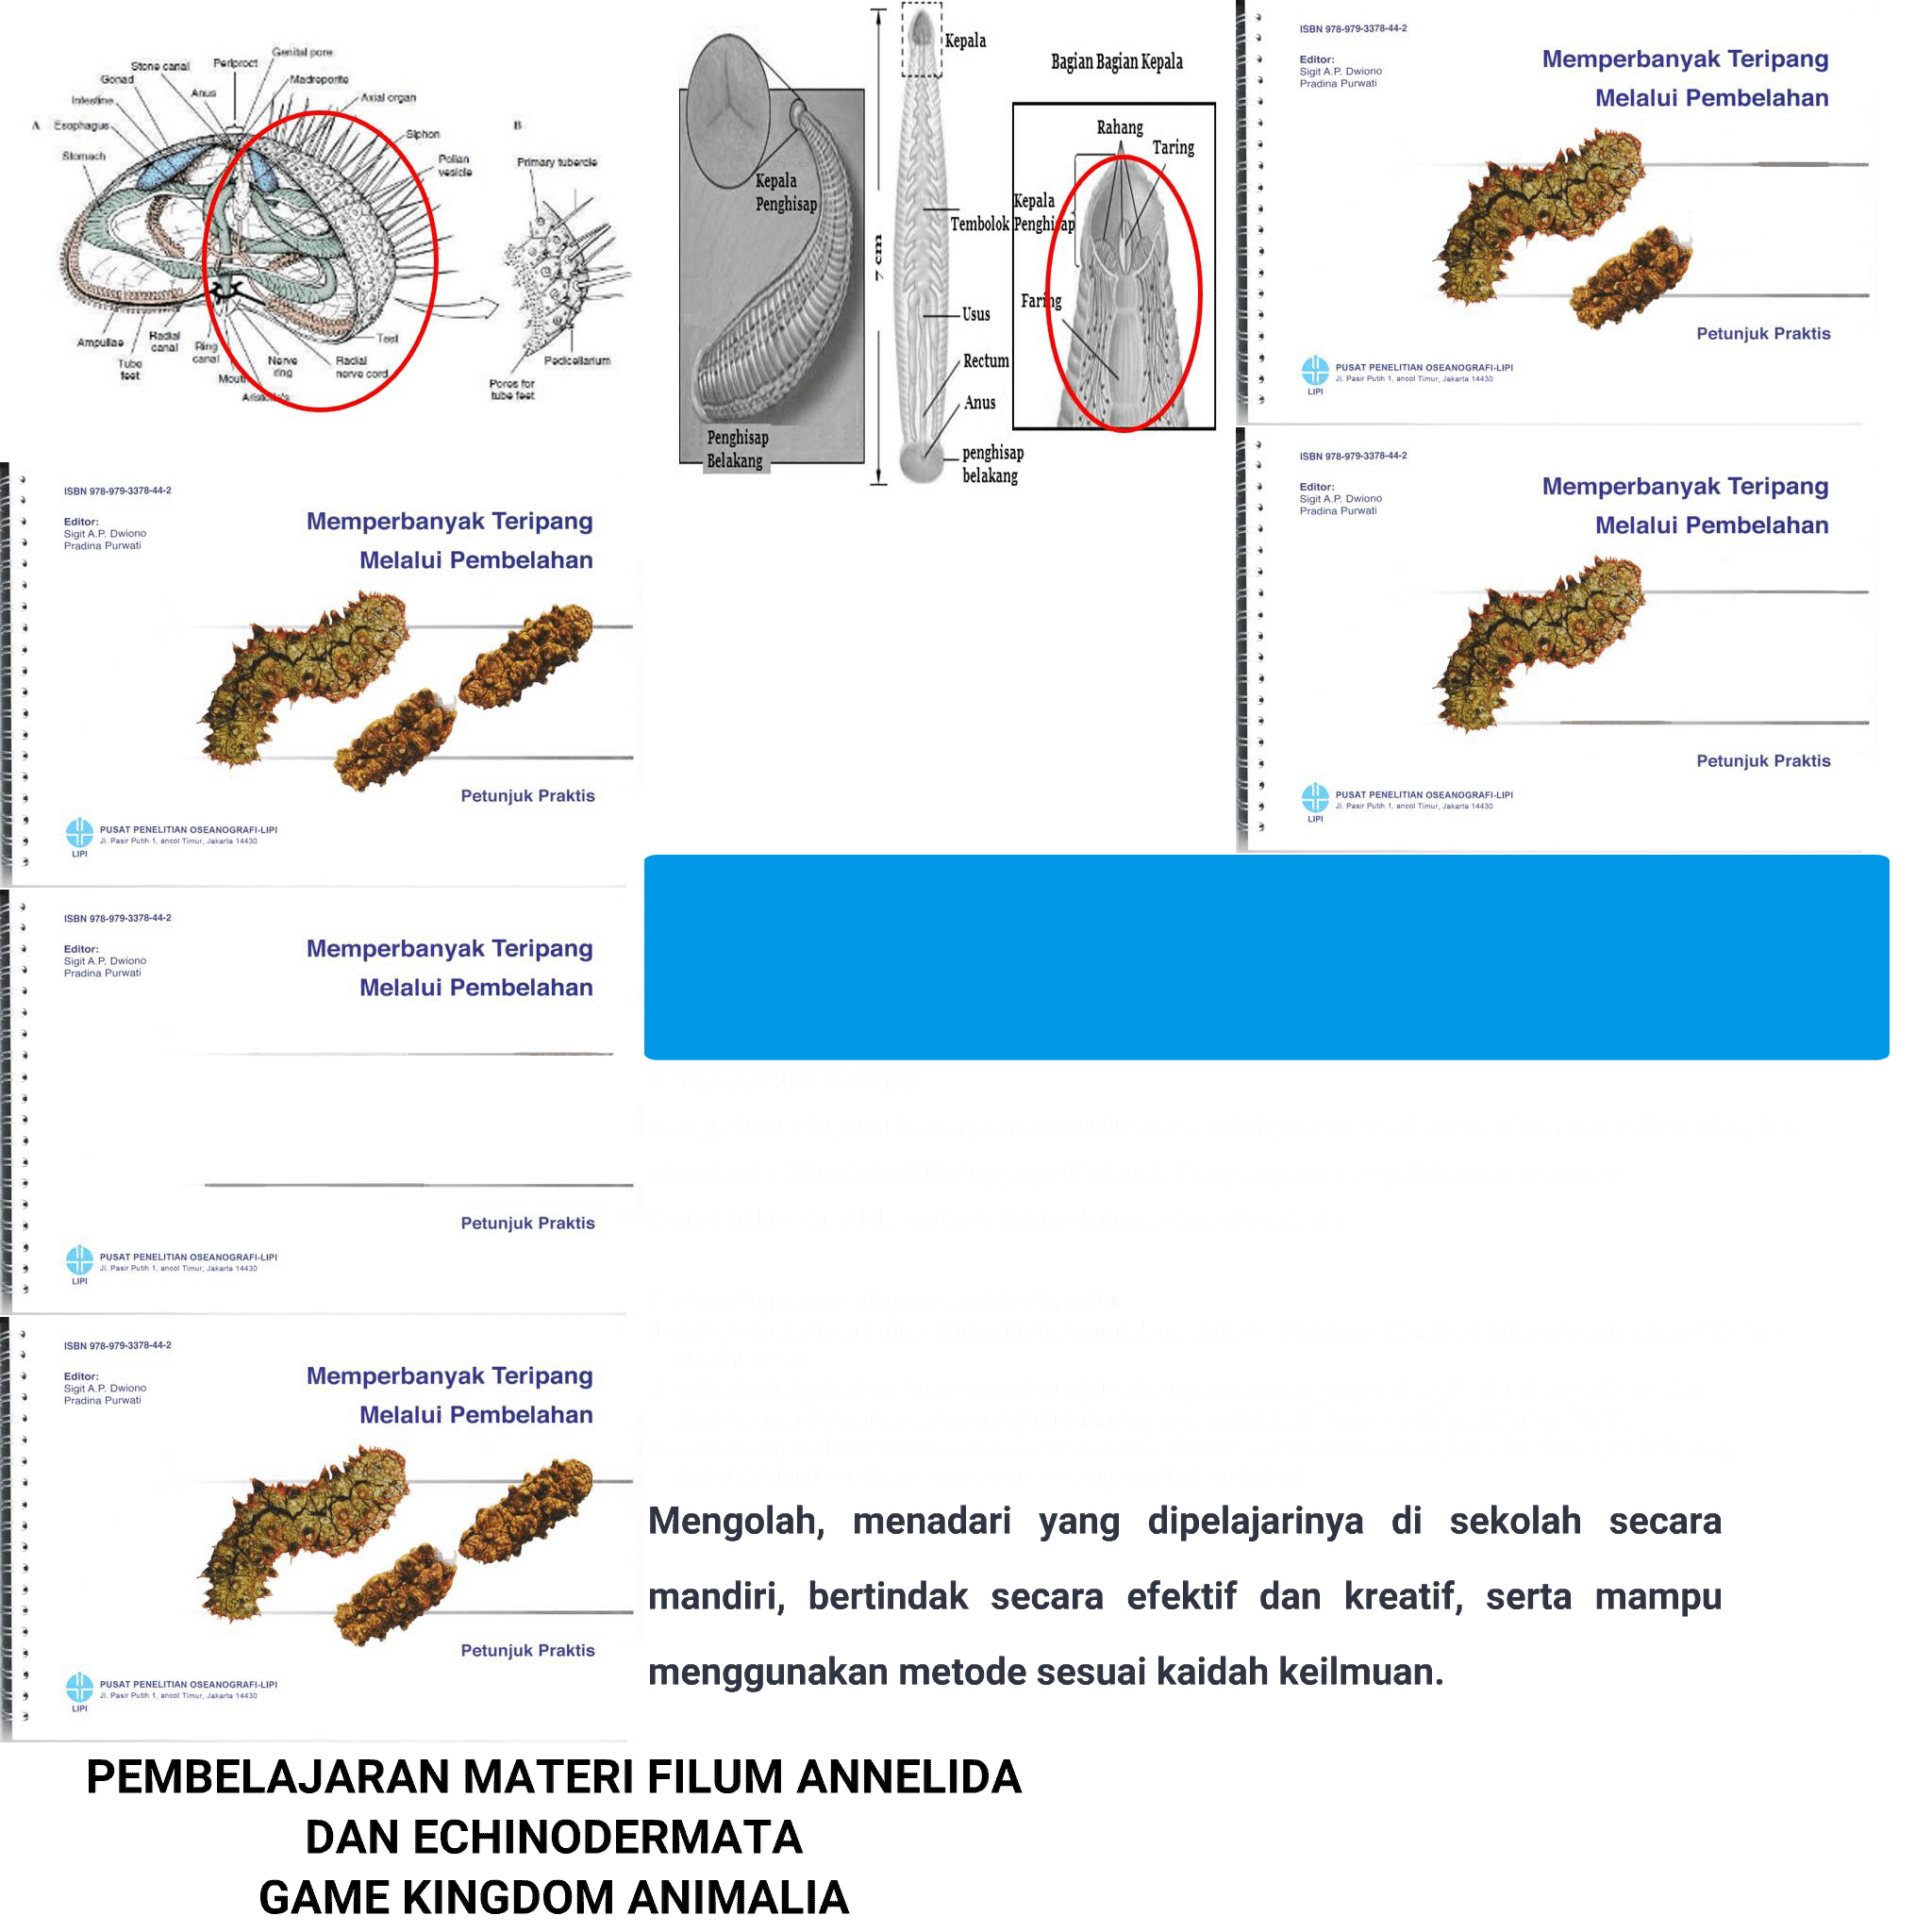 Genital pore
Stone canal
Periproct
Gonad
Madreporite
Anus
Intestine
Axial organ
A
Esophagus
Siphon
B
Stomach
Polian
vesicle
Primary tubercle
Ampullae
Radial
canal
Ring
canal
Tube
feet
Mouth
Nerve
ring
Radial
nerve cord
Test
Pedicellarium
Pores for
tube feet
Kepala
Penghisap
Penghisap
Belakang
7 cm
Kepala
Tembolok
Usus
Rectum
Anus
penghisap
belakang
Bagian Bagian Kepala
Rahang
Taring
Kepala
Penghisap
Faring
ISBN 978-979-3378-44-2
Editor:
Sigit A.P. Dwiono
Pradina Purwati
Memperbanyak Teripang
Melalui Pembelahan
Petunjuk Praktis
PUSAT PENELITIAN OSEANOGRAFI-LIPI
Jl. Pasir Putih 1, ancol Timur, Jakarta 14430
LIPI
ISBN 978-979-3378-44-2
Editor:
Sigit A.P. Dwiono
Pradina Purwati
Memperbanyak Teripang
Melalui Pembelahan
Petunjuk Praktis
PUSAT PENELITIAN OSEANOGRAFI-LIPI
Jl. Pasir Putih 1, ancol Timur, Jakarta 14430
LIPI
ISBN 978-979-3378-44-2
Editor:
Sigit A.P. Dwiono
Pradina Purwati
Memperbanyak Teripang
Melalui Pembelahan
Petunjuk Praktis
PUSAT PENELITIAN OSEANOGRAFI-LIPI
Jl. Pasir Putih 1, ancol Timur, Jakarta 14430
LIPI
ISBN 978-979-3378-44-2
Editor:
Sigit A.P. Dwiono
Pradina Purwati
Memperbanyak Teripang
Melalui Pembelahan
Petunjuk Praktis
PUSAT PENELITIAN OSEANOGRAFI-LIPI
Jl. Pasir Putih 1, ancol Timur, Jakarta 14430
LIPI
ISBN 978-979-3378-44-2
Editor:
Sigit A.P. Dwiono
Pradina Purwati
Memperbanyak Teripang
Melalui Pembelahan
Petunjuk Praktis
PUSAT PENELITIAN OSEANOGRAFI-LIPI
Jl. Pasir Putih 1, ancol Timur, Jakarta 14430
LIPI
Mengolah, menadari yang dipelajarinya di sekolah secara
mandiri, bertindak secara efektif dan kreatif, serta mampu
menggunakan metode sesuai kaidah keilmuan.
PEMBELAJARAN MATERI FILUM ANNELIDA
DAN ECHINODERMATA
GAME KINGDOM ANIMALIA